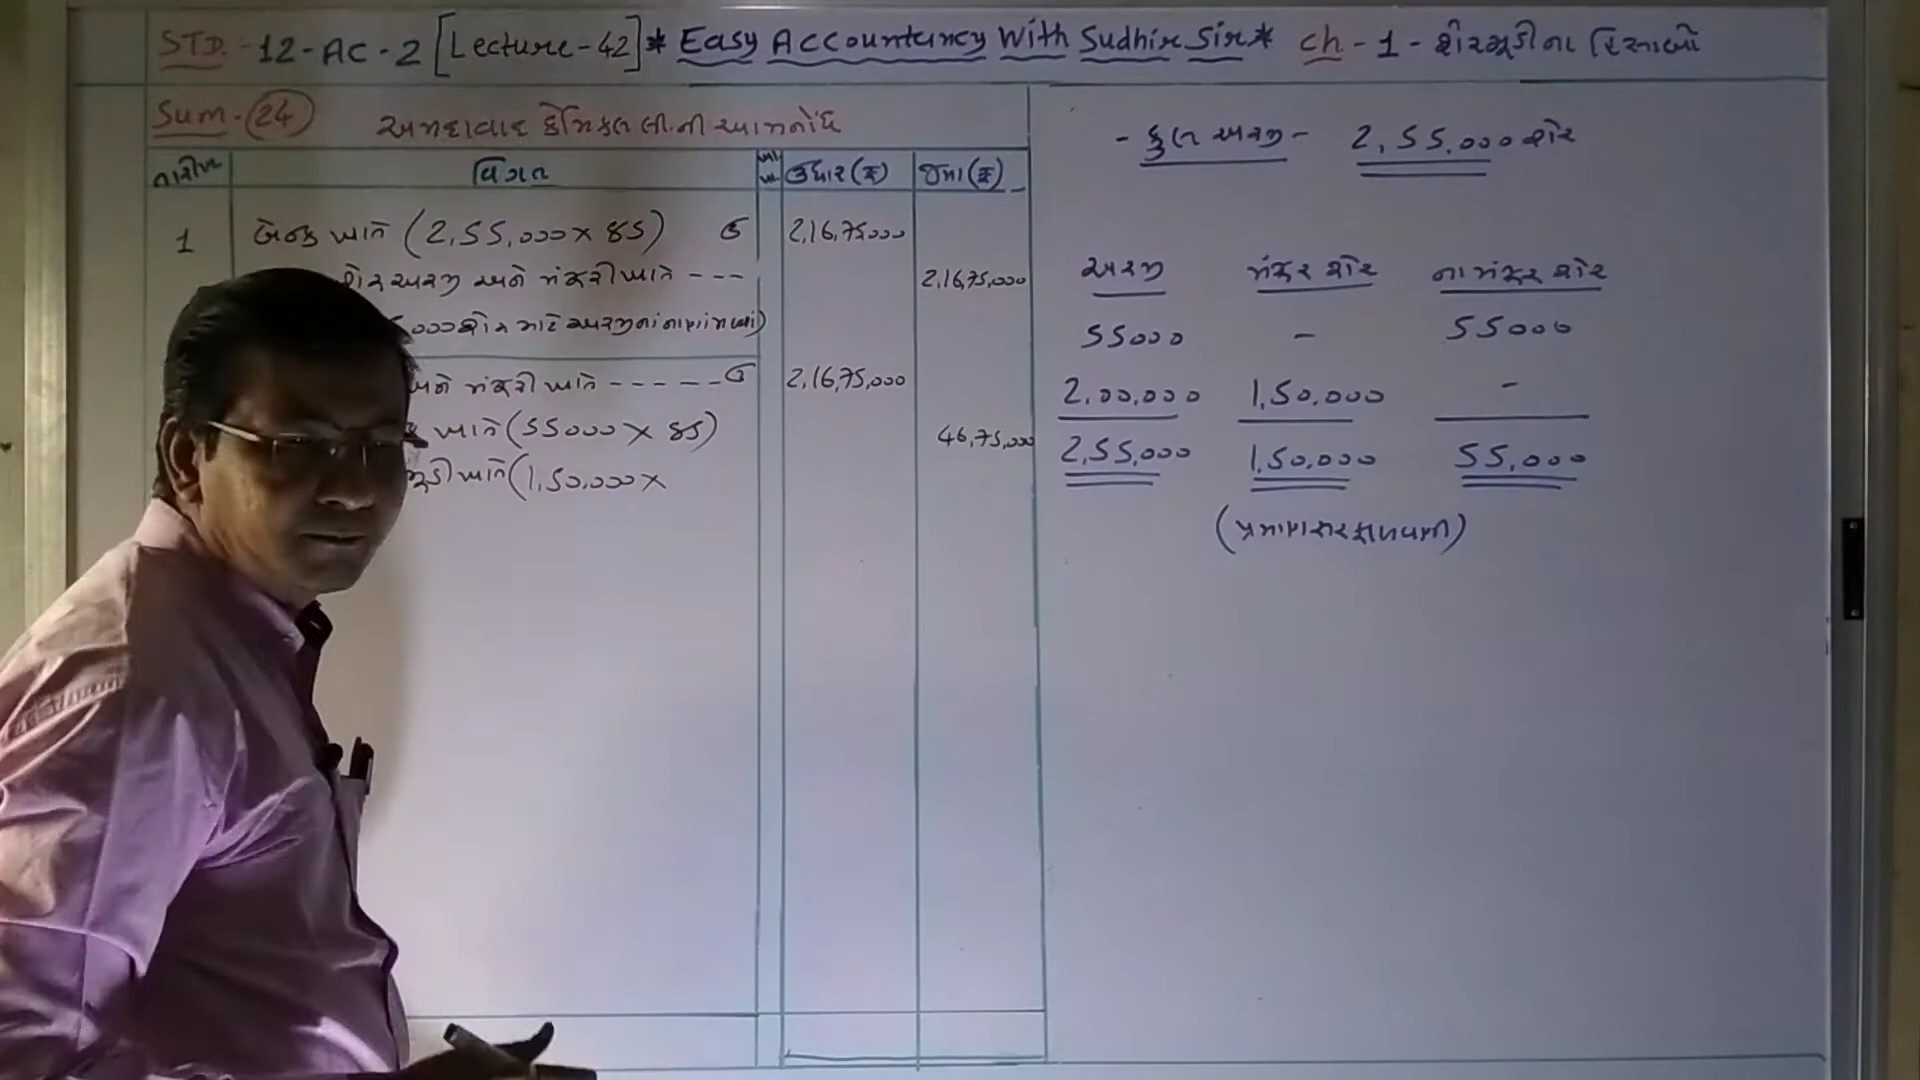 STD. - 12 - AC - 2 [Lecture - 42] * Easy Accountancy With Sudhir Sir * ch - 1 - શેરમૂડીના હિસાબો
Sum. 24 અમદાવાદ કેમિકલ લી.ની આમનોંધ
તારીખ વિગત ઉધાર (₹) જમા (₹)
1 બેન્ક ખાતે (2,55,000 × 85) ઉ 2,16,75,000
શેર અરજી અને મંજૂરી ખાતે - - - 2,16,75,000
000 શેર માટે અરજીનાં નાણાં મળ્યાં)
અને મંજૂરી ખાતે - - - - - - ઉ 2,16,75,000
ખાતે (55000 × 85) 46,75,000
ખાતે (1,50,000 ×
- કુલ અરજી - 2,55,000 શેર
અરજી મંજૂર શેર નામંજૂર શેર
55000 - 55000
2,00,000 1,50,000 -
2,55,000 1,50,000 55,000
(પ્રમાણસર ફાળવણી)